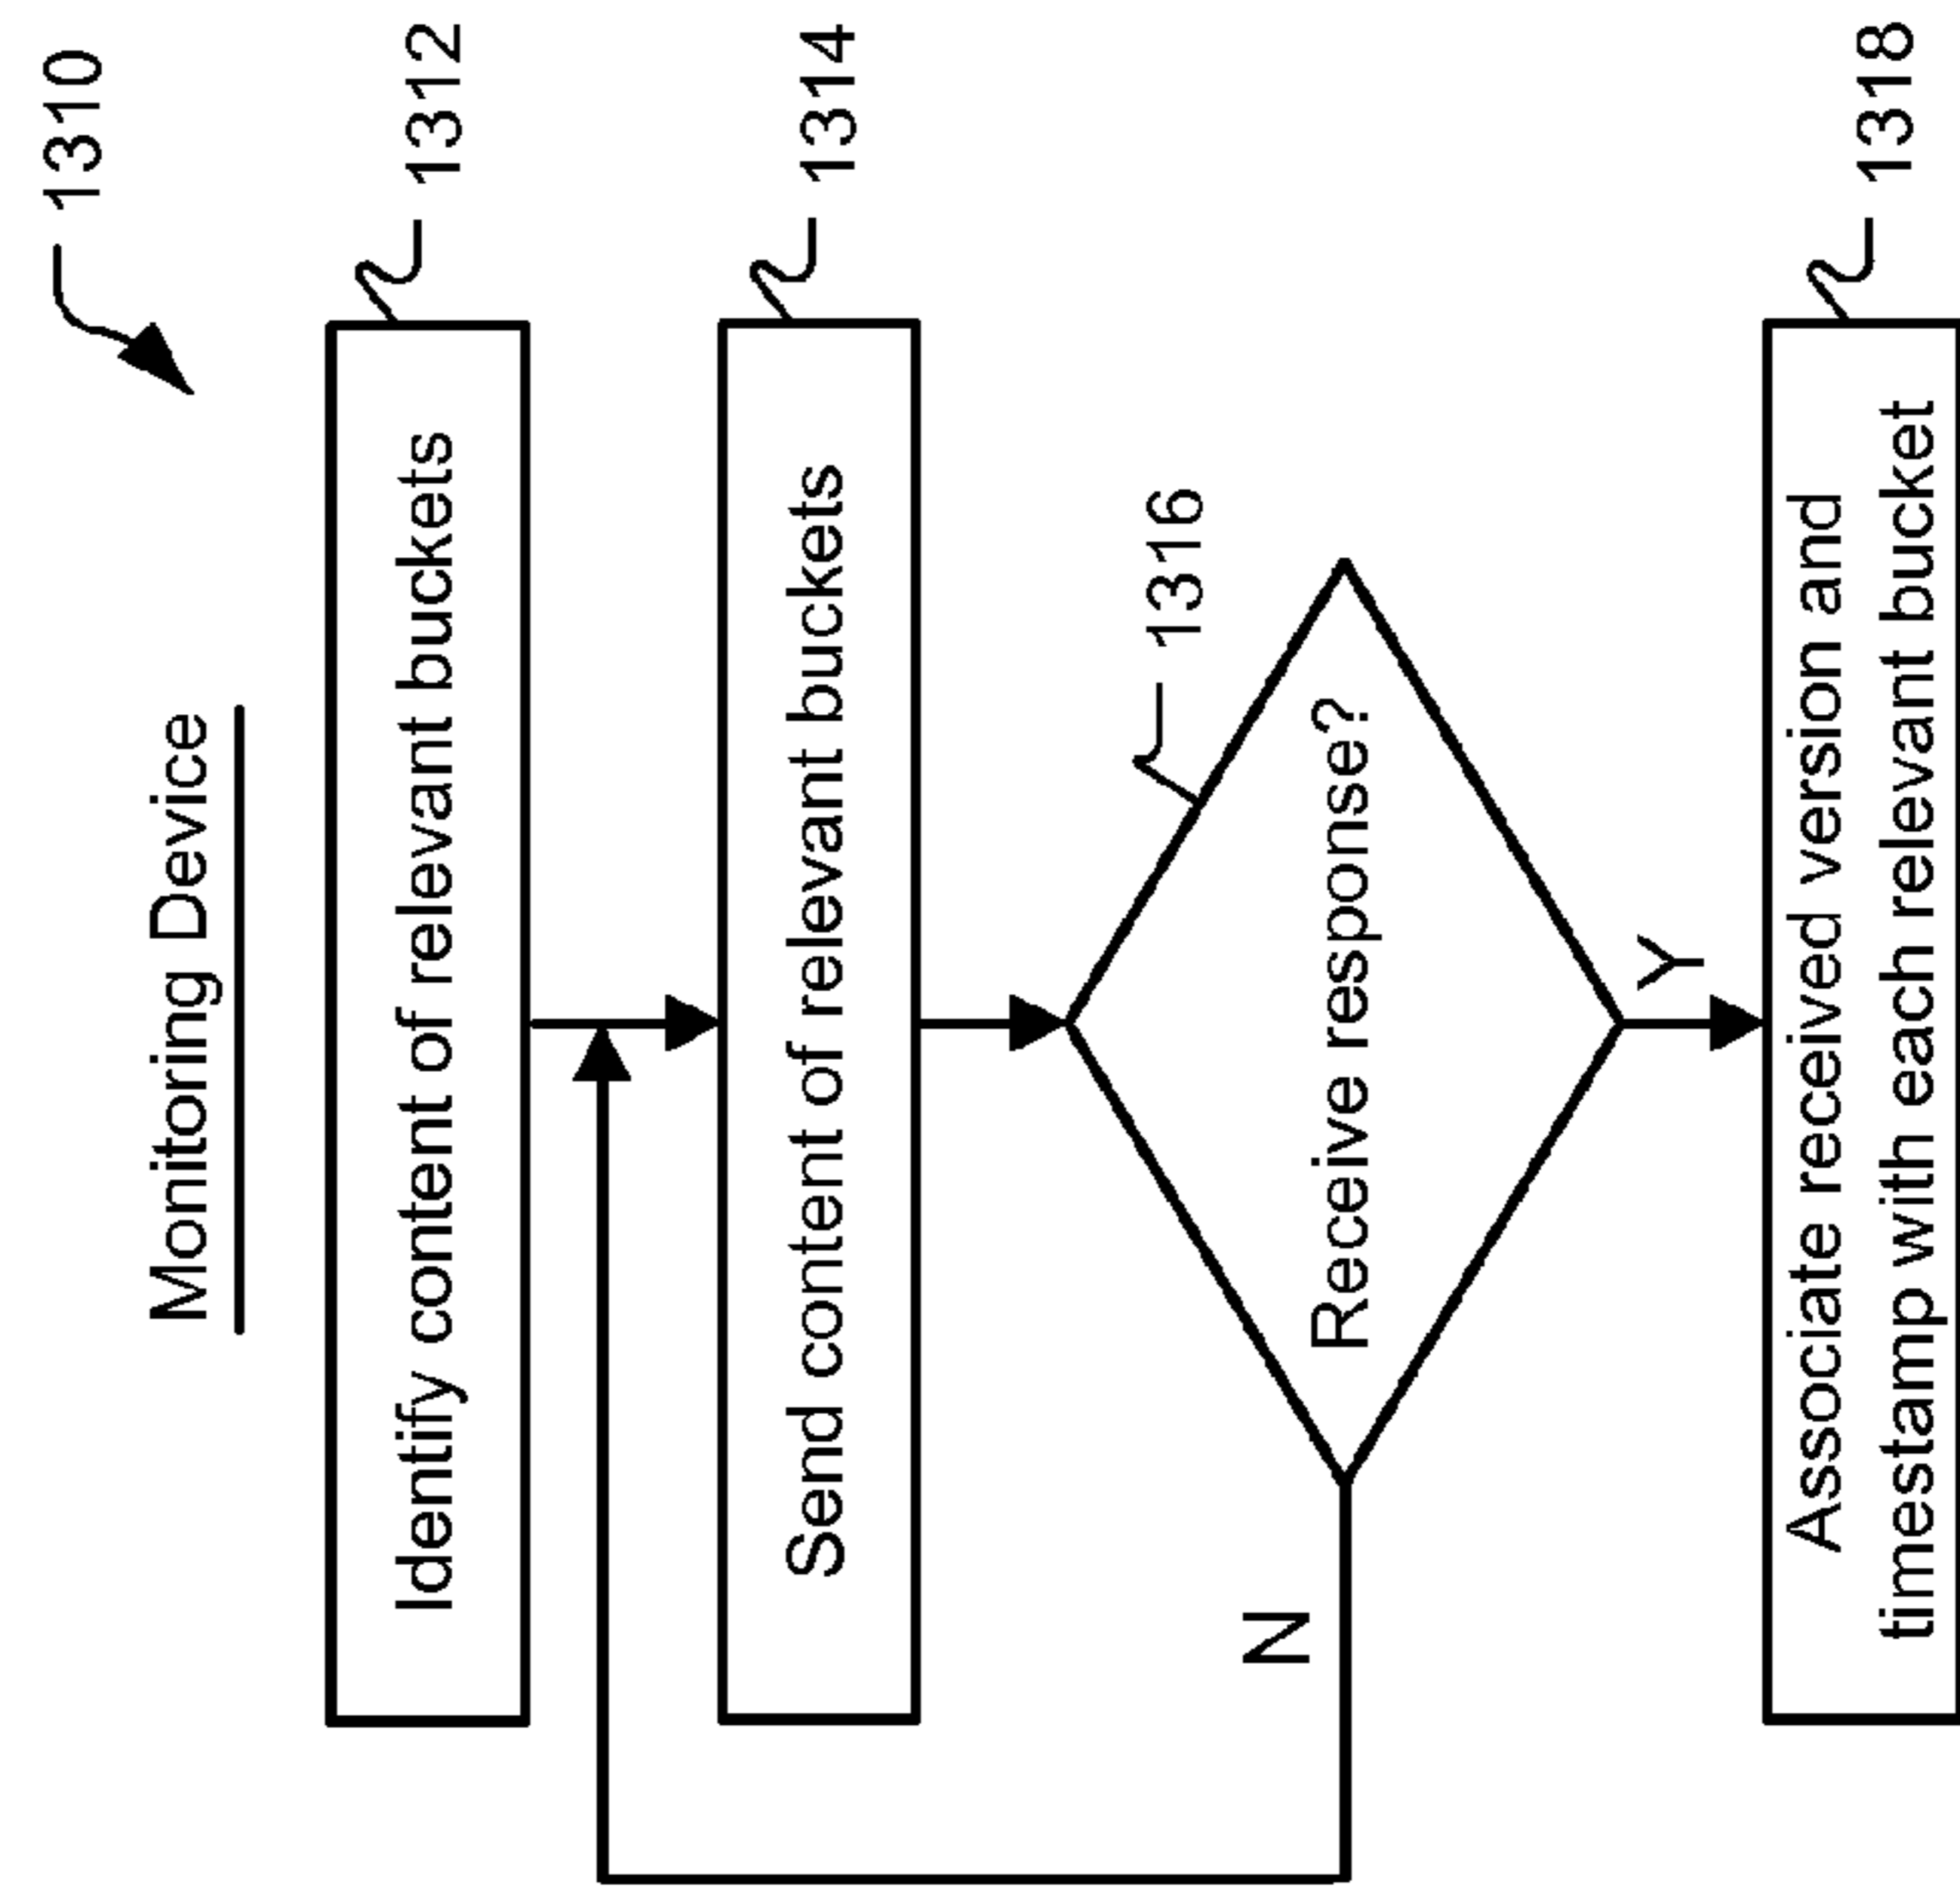 1310
Monitoring Device
Identify content of relevant buckets
1312
Send content of relevant buckets
1314
1316
Receive response?
N
Y
Associate received version and
timestamp with each relevant bucket
1318